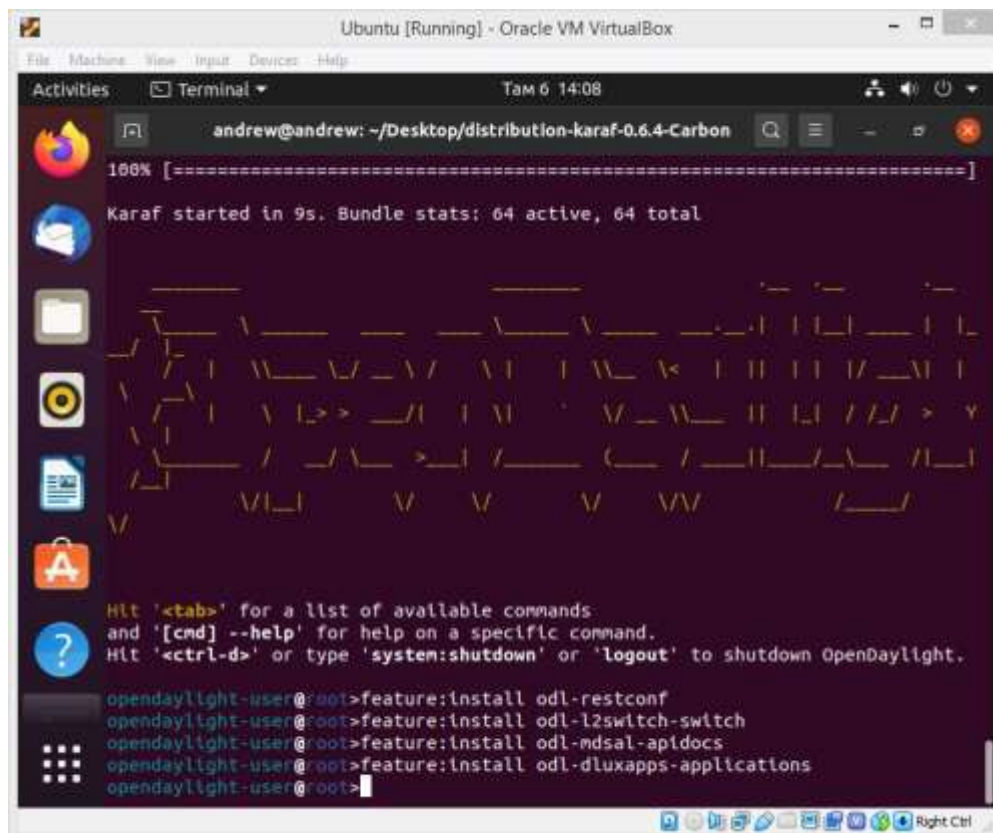 Ubuntu [Running] - Oracle VM VirtualBox
File Machine View Input Devices Help
Activities Terminal Там 6 14:08
andrew@andrew: ~/Desktop/distribution-karaf-0.6.4-Carbon
100% [========================================================================]
Karaf started in 9s. Bundle stats: 64 active, 64 total
Hit '<tab>' for a list of available commands
and '[cmd] --help' for help on a specific command.
Hit '<ctrl-d>' or type 'system:shutdown' or 'logout' to shutdown OpenDaylight.
opendaylight-user@root>feature:install odl-restconf
opendaylight-user@root>feature:install odl-l2switch-switch
opendaylight-user@root>feature:install odl-mdsal-apidocs
opendaylight-user@root>feature:install odl-dluxapps-applications
opendaylight-user@root>
Right Ctrl